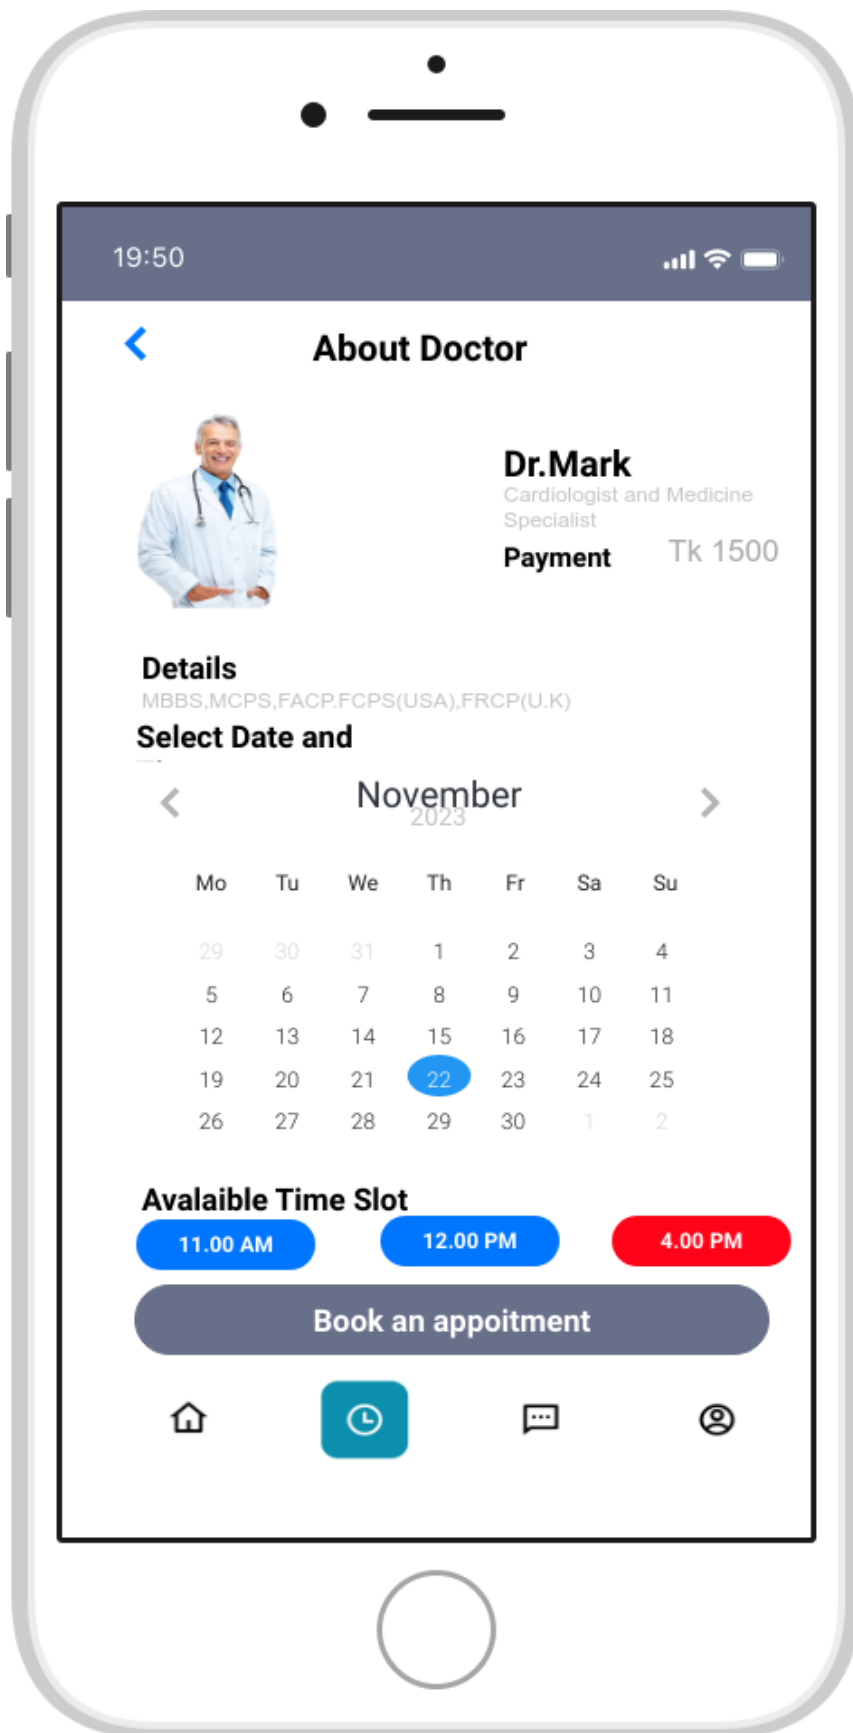 19:50
About Doctor
Dr.Mark
Cardiologist and Medicine
Specialist
Payment Tk 1500
Details
MBBS,MCPS,FACP.FCPS(USA),FRCP(U.K)
Select Date and
November
2023
Mo Tu We Th Fr Sa Su
29 30 31 1 2 3 4
5 6 7 8 9 10 11
12 13 14 15 16 17 18
19 20 21 22 23 24 25
26 27 28 29 30 1 2
Avalaible Time Slot
11.00 AM 12.00 PM 4.00 PM
Book an appoitment